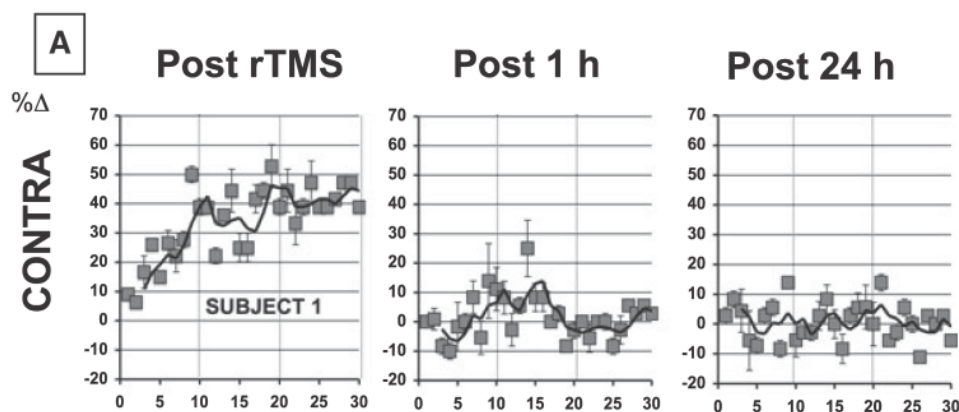 A
Post rTMS Post 1 h Post 24 h
%Δ
CONTRA
70 70 70
60 60 60
50 50 50
40 40 40
30 30 30
20 20 20
10 10 10
0 0 0
-10 -10 -10
-20 -20 -20
SUBJECT 1
0 5 10 15 20 25 30 0 5 10 15 20 25 30 0 5 10 15 20 25 30